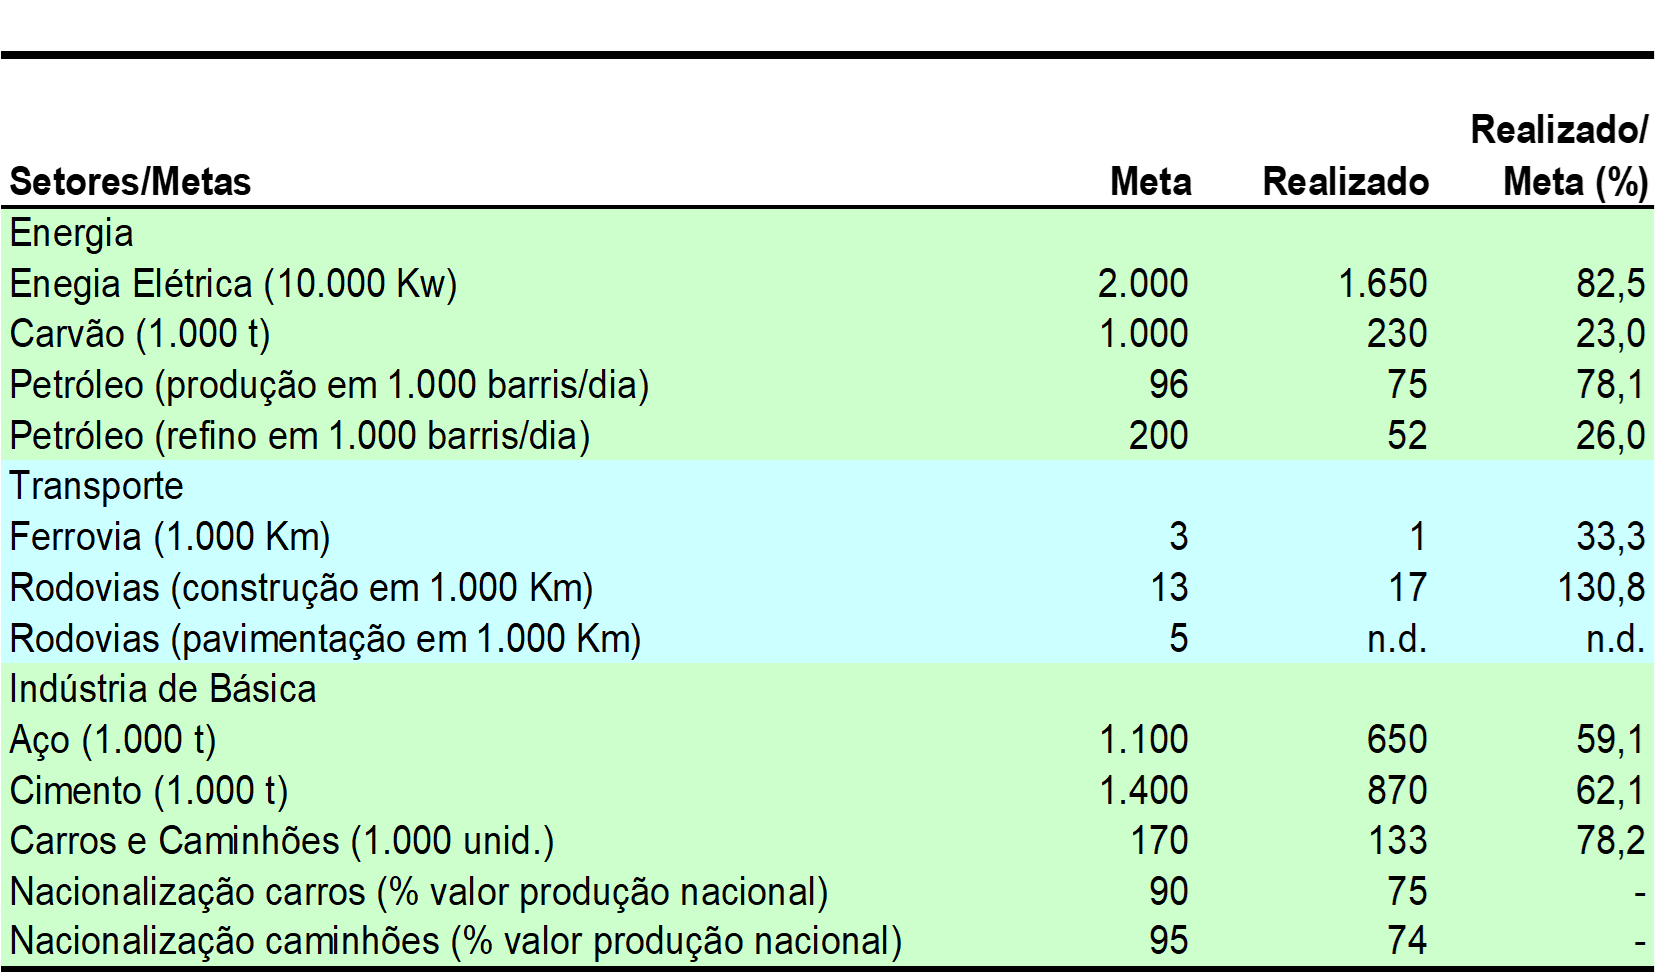 Realizado/
Setores/Metas Meta Realizado Meta (%)
Energia
Enegia Elétrica (10.000 Kw) 2.000 1.650 82,5
Carvão (1.000 t) 1.000 230 23,0
Petróleo (produção em 1.000 barris/dia) 96 75 78,1
Petróleo (refino em 1.000 barris/dia) 200 52 26,0
Transporte
Ferrovia (1.000 Km) 3 1 33,3
Rodovias (construção em 1.000 Km) 13 17 130,8
Rodovias (pavimentação em 1.000 Km) 5 n.d. n.d.
Indústria de Básica
Aço (1.000 t) 1.100 650 59,1
Cimento (1.000 t) 1.400 870 62,1
Carros e Caminhões (1.000 unid.) 170 133 78,2
Nacionalização carros (% valor produção nacional) 90 75 -
Nacionalização caminhões (% valor produção nacional) 95 74 -